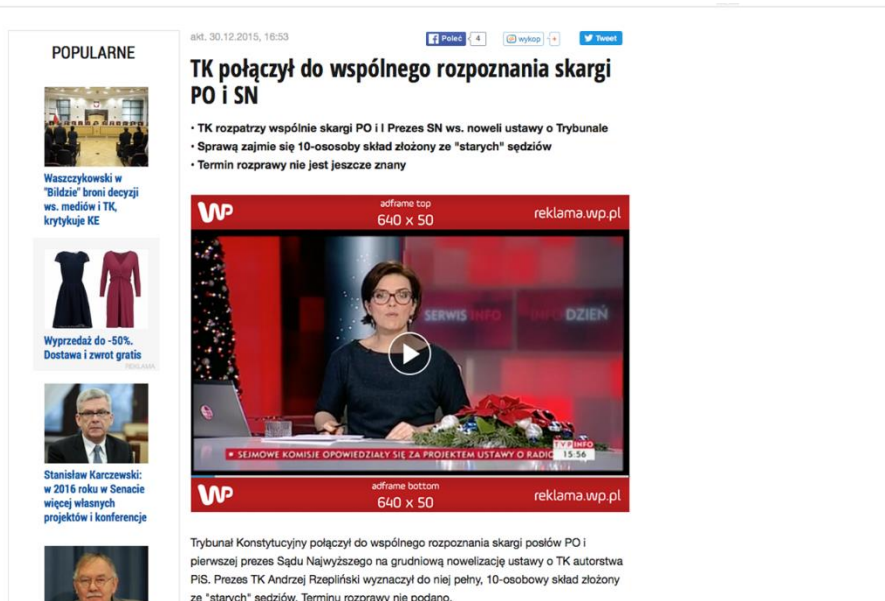 POPULARNE
Waszczykowski w
"Bildzie" broni decyzji
ws. mediów i TK,
krytykuje KE
Wyprzedaż do -50%.
Dostawa i zwrot gratis
REKLAMA
Stanisław Karczewski:
w 2016 roku w Senacie
więcej własnych
projektów i konferencje
akt. 30.12.2015, 16:53
Poleć 4 wykop + Tweet
TK połączył do wspólnego rozpoznania skargi
PO i SN
· TK rozpatrzy wspólnie skargi PO i I Prezes SN ws. noweli ustawy o Trybunale
· Sprawą zajmie się 10-ososoby skład złożony ze "starych" sędziów
· Termin rozprawy nie jest jeszcze znany
WP adframe top reklama.wp.pl
640 x 50
SERWIS INFO INFO DZIEŃ
TVP INFO
SEJMOWE KOMISJE OPOWIEDZIAŁY SIĘ ZA PROJEKTEM USTAWY O RADIO 15:56
WP adframe bottom reklama.wp.pl
640 x 50
Trybunał Konstytucyjny połączył do wspólnego rozpoznania skargi posłów PO i
pierwszej prezes Sądu Najwyższego na grudniową nowelizację ustawy o TK autorstwa
PiS. Prezes TK Andrzej Rzepliński wyznaczył do niej pełny, 10-osobowy skład złożony
ze "starych" sędziów. Terminu rozprawy nie podano.